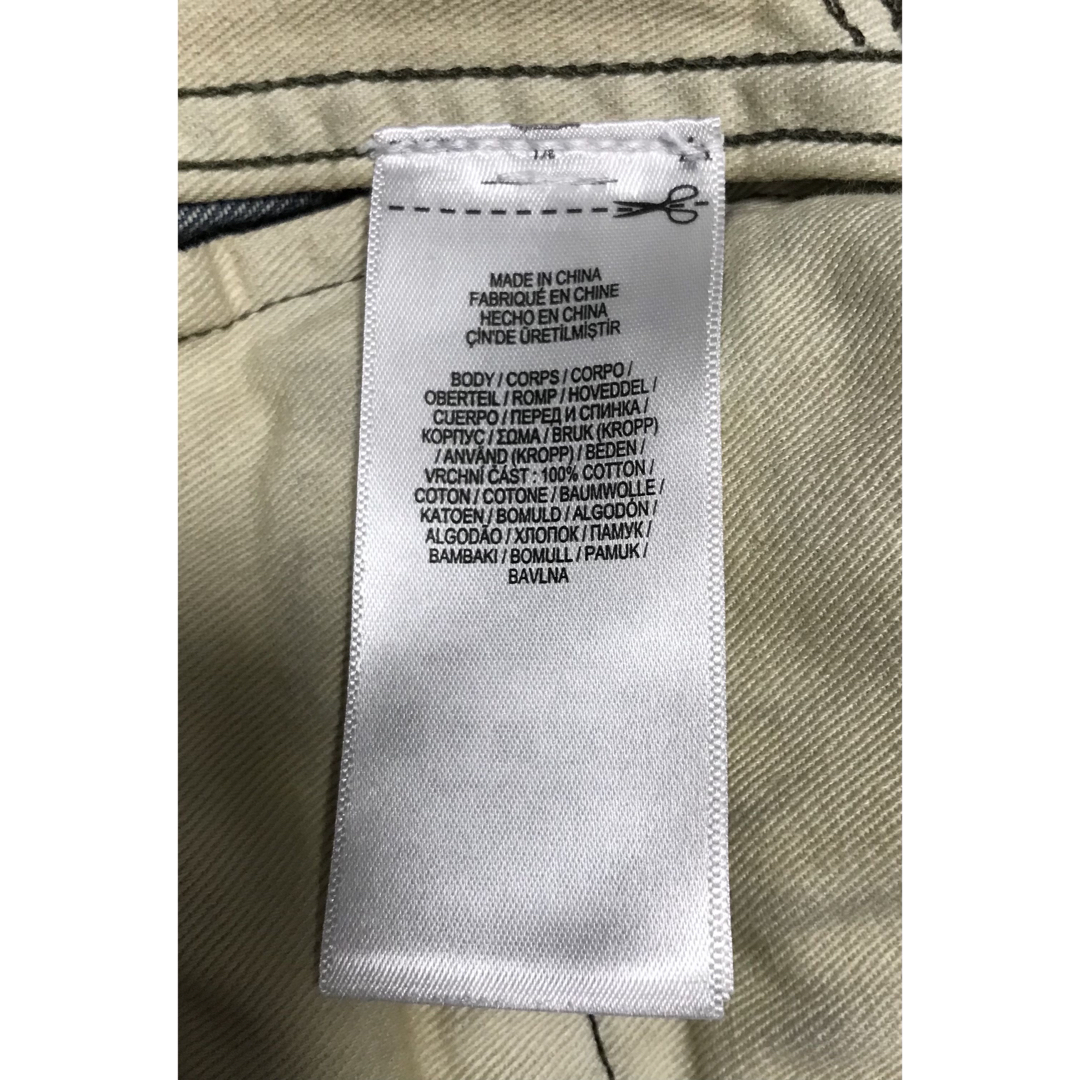 1/8
MADE IN CHINA
FABRIQUÉ EN CHINE
HECHO EN CHINA
ÇİN'DE ÜRETİLMİŞTİR
BODY / CORPS / CORPO /
OBERTEIL / ROMP / HOVEDDEL /
CUERPO / ПЕРЕД И СПИНКА /
КОРПУС / ΣΩΜΑ / BRUK (KROPP)
/ ANVÄND (KROPP) / BEDEN /
VRCHNÍ ČÁST : 100% COTTON /
COTON / COTONE / BAUMWOLLE /
KATOEN / BOMULD / ALGODÓN /
ALGODÃO / ХЛОПОК / ПАМУК /
BAMBAKI / BOMULL / PAMUK /
BAVLNA